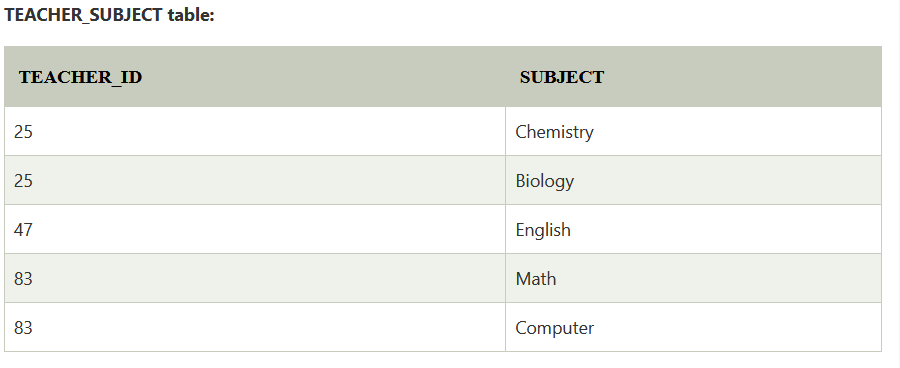 TEACHER_SUBJECT table:
TEACHER_ID SUBJECT
25 Chemistry
25 Biology
47 English
83 Math
83 Computer